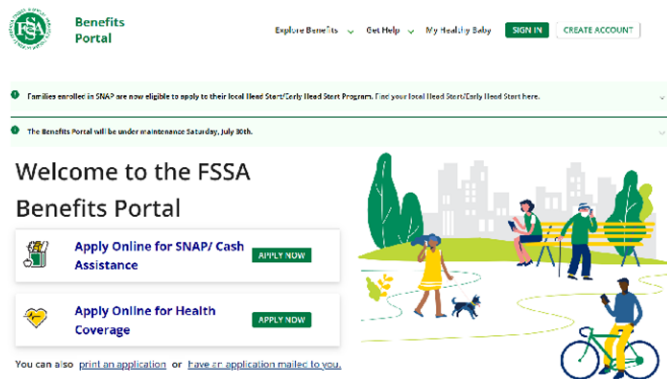 FSSA
Benefits
Portal
Explore Benefits
Get Help
My Healthy Baby
SIGN IN
CREATE ACCOUNT
Families enrolled in SNAP are now eligible to apply to their local Head Start/Early Head Start Program. Find your local Head Start/Early Head Start here.
The Benefits Portal will be under maintenance Saturday, July 30th.
Welcome to the FSSA
Benefits Portal
Apply Online for SNAP/ Cash
Assistance
APPLY NOW
Apply Online for Health
Coverage
APPLY NOW
You can also print an application or have an application mailed to you.